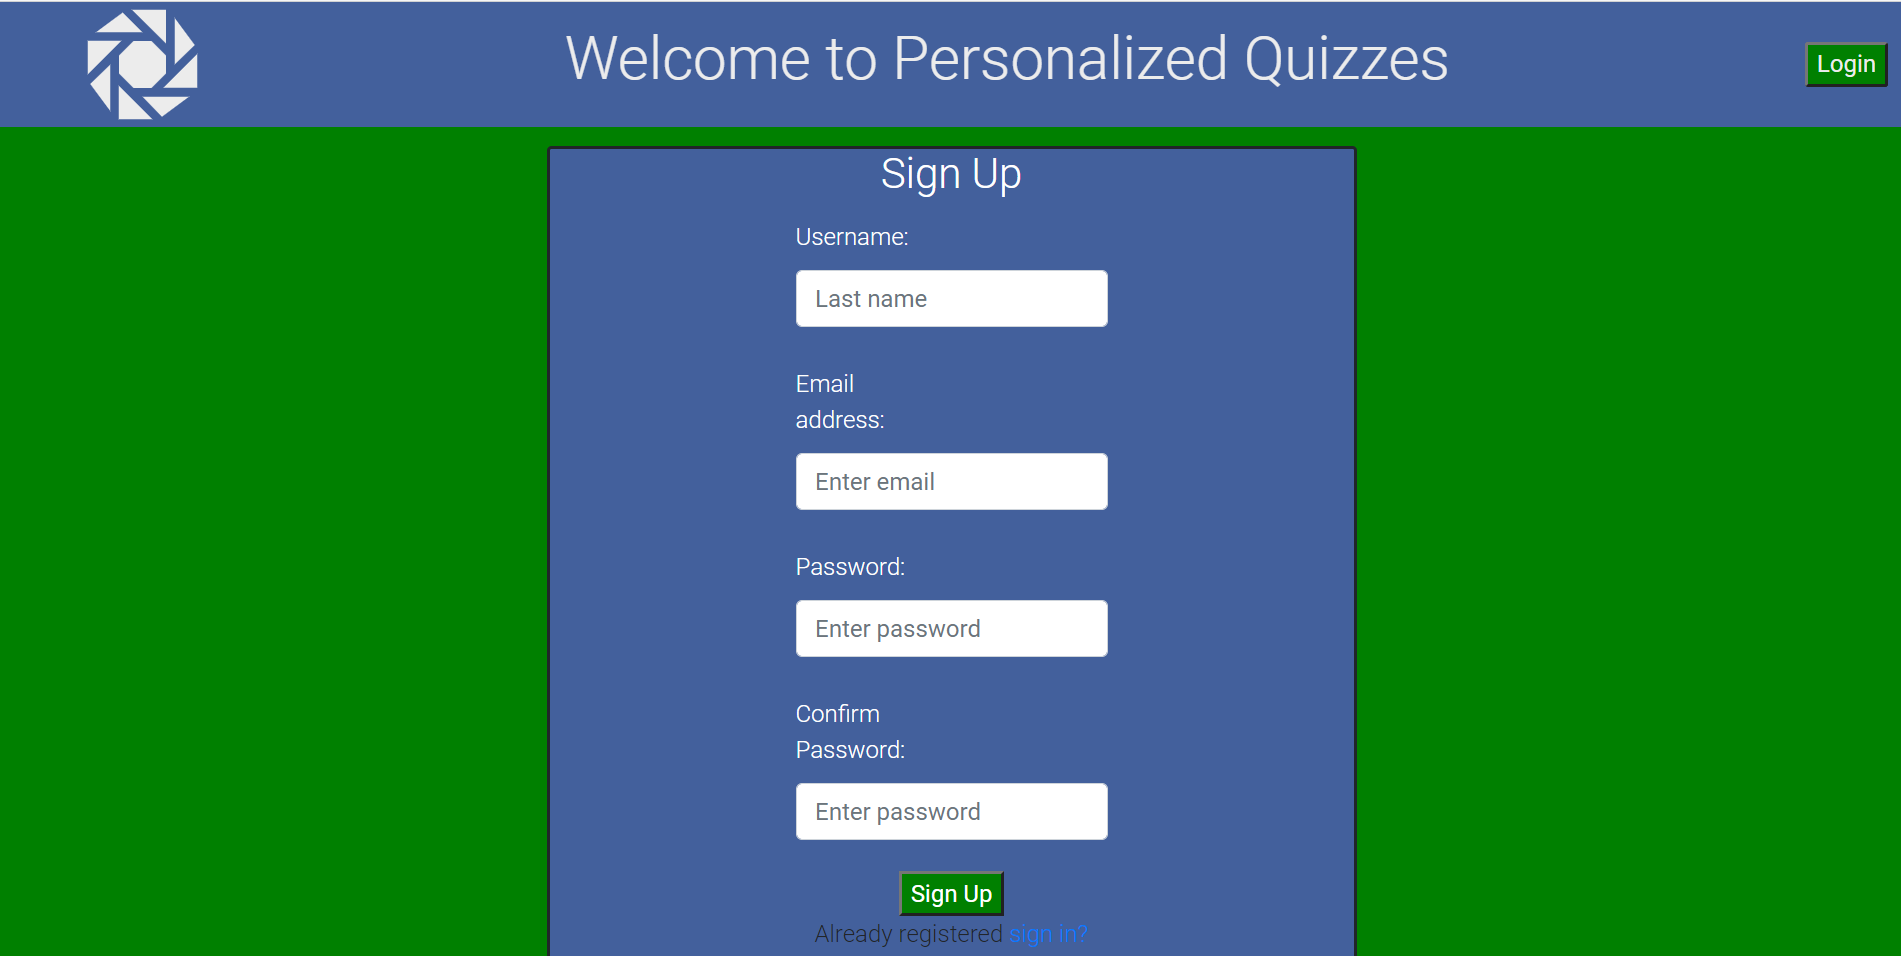 Welcome to Personalized Quizzes
Login
Sign Up
Username:
Last name
Email
address:
Enter email
Password:
Enter password
Confirm
Password:
Enter password
Sign Up
Already registered sign in?